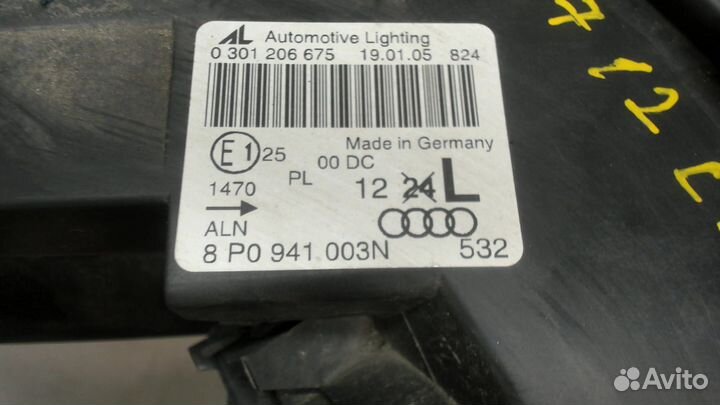 AL Automotive Lighting
0 301 206 675 19.01.05 824
Made in Germany
E1 25 00 DC
1470 PL 12 24 L
ALN
8 P0 941 003N 532
712
Avito